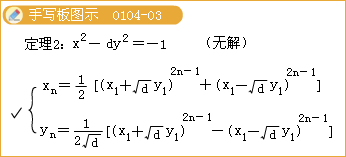 手写板图示 0104-03
定理2: x²-dy²=-1 (无解)
xₙ=1/2 [(x₁+√d y₁)²ⁿ⁻¹+(x₁-√d y₁)²ⁿ⁻¹]
✓ {
yₙ=1/(2√d)[(x₁+√d y₁)²ⁿ⁻¹-(x₁-√d y₁)²ⁿ⁻¹]